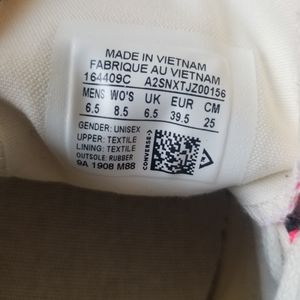 MADE IN VIETNAM
FABRIQUE AU VIETNAM
164409C A2SNXTJZ00156
MENS WO'S UK EUR CM
6.5 8.5 6.5 39.5 25
GENDER: UNISEX
UPPER: TEXTILE
LINING: TEXTILE
OUTSOLE: RUBBER
9A 1908 M88
CONVERSE